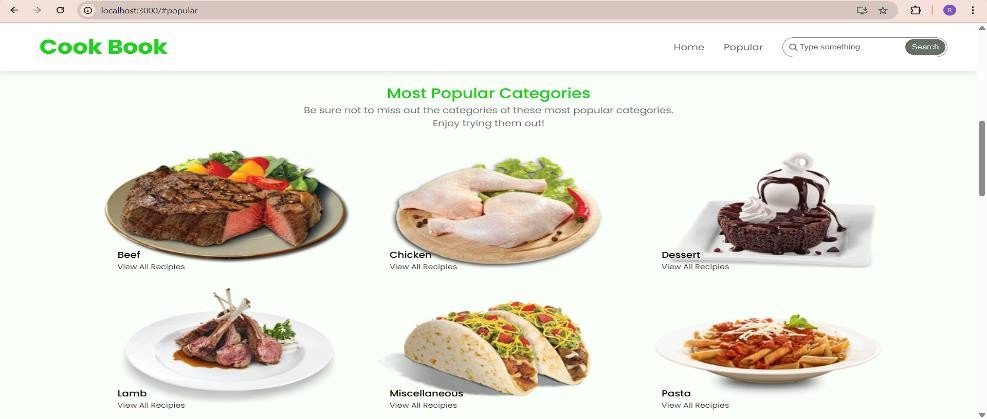 localhost:3000/#popular
R
Cook Book
Home
Popular
Type something
Search
Most Popular Categories
Be sure not to miss out the categories of these most popular categories.
Enjoy trying them out!
Beef
View All Recipies
Chicken
View All Recipies
Dessert
View All Recipies
Lamb
View All Recipies
Miscellaneous
View All Recipies
Pasta
View All Recipies